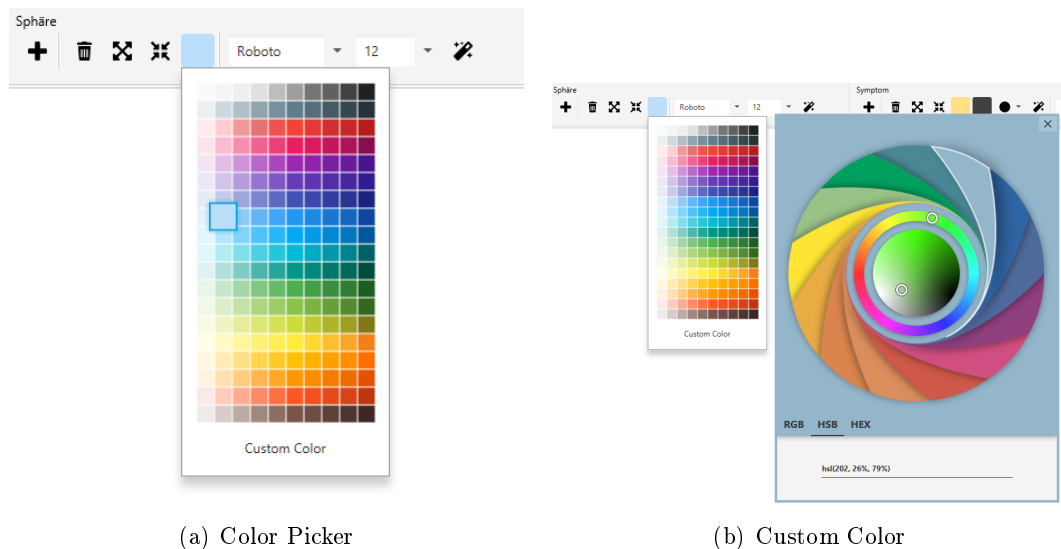 Sphäre
Roboto 12
Custom Color
(a) Color Picker
Sphäre Symptom
Roboto 12
Custom Color
RGB HSB HEX
hsl(202, 26%, 79%)
(b) Custom Color